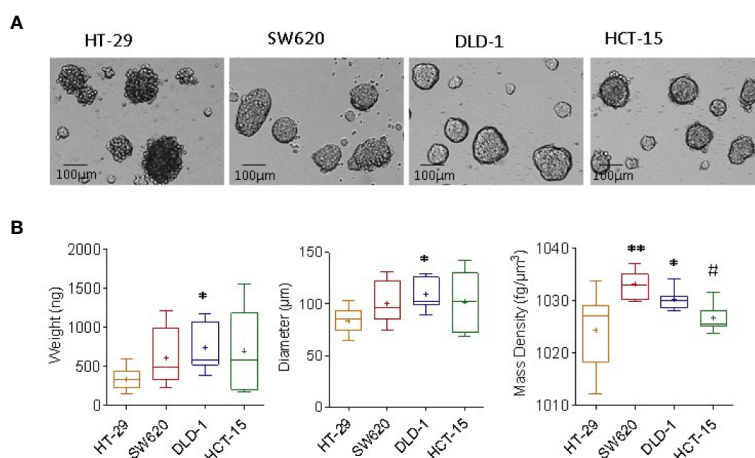 A
HT-29
SW620
DLD-1
HCT-15
100µm
100µm
100µm
100µm
B
Weight (ng)
2000
1500
1000
500
0
*
HT-29
SW620
DLD-1
HCT-15
Diameter (µm)
150
100
50
0
*
HT-29
SW620
DLD-1
HCT-15
Mass Density (fg/µm³)
1040
1030
1020
1010
**
*
#
HT-29
SW620
DLD-1
HCT-15